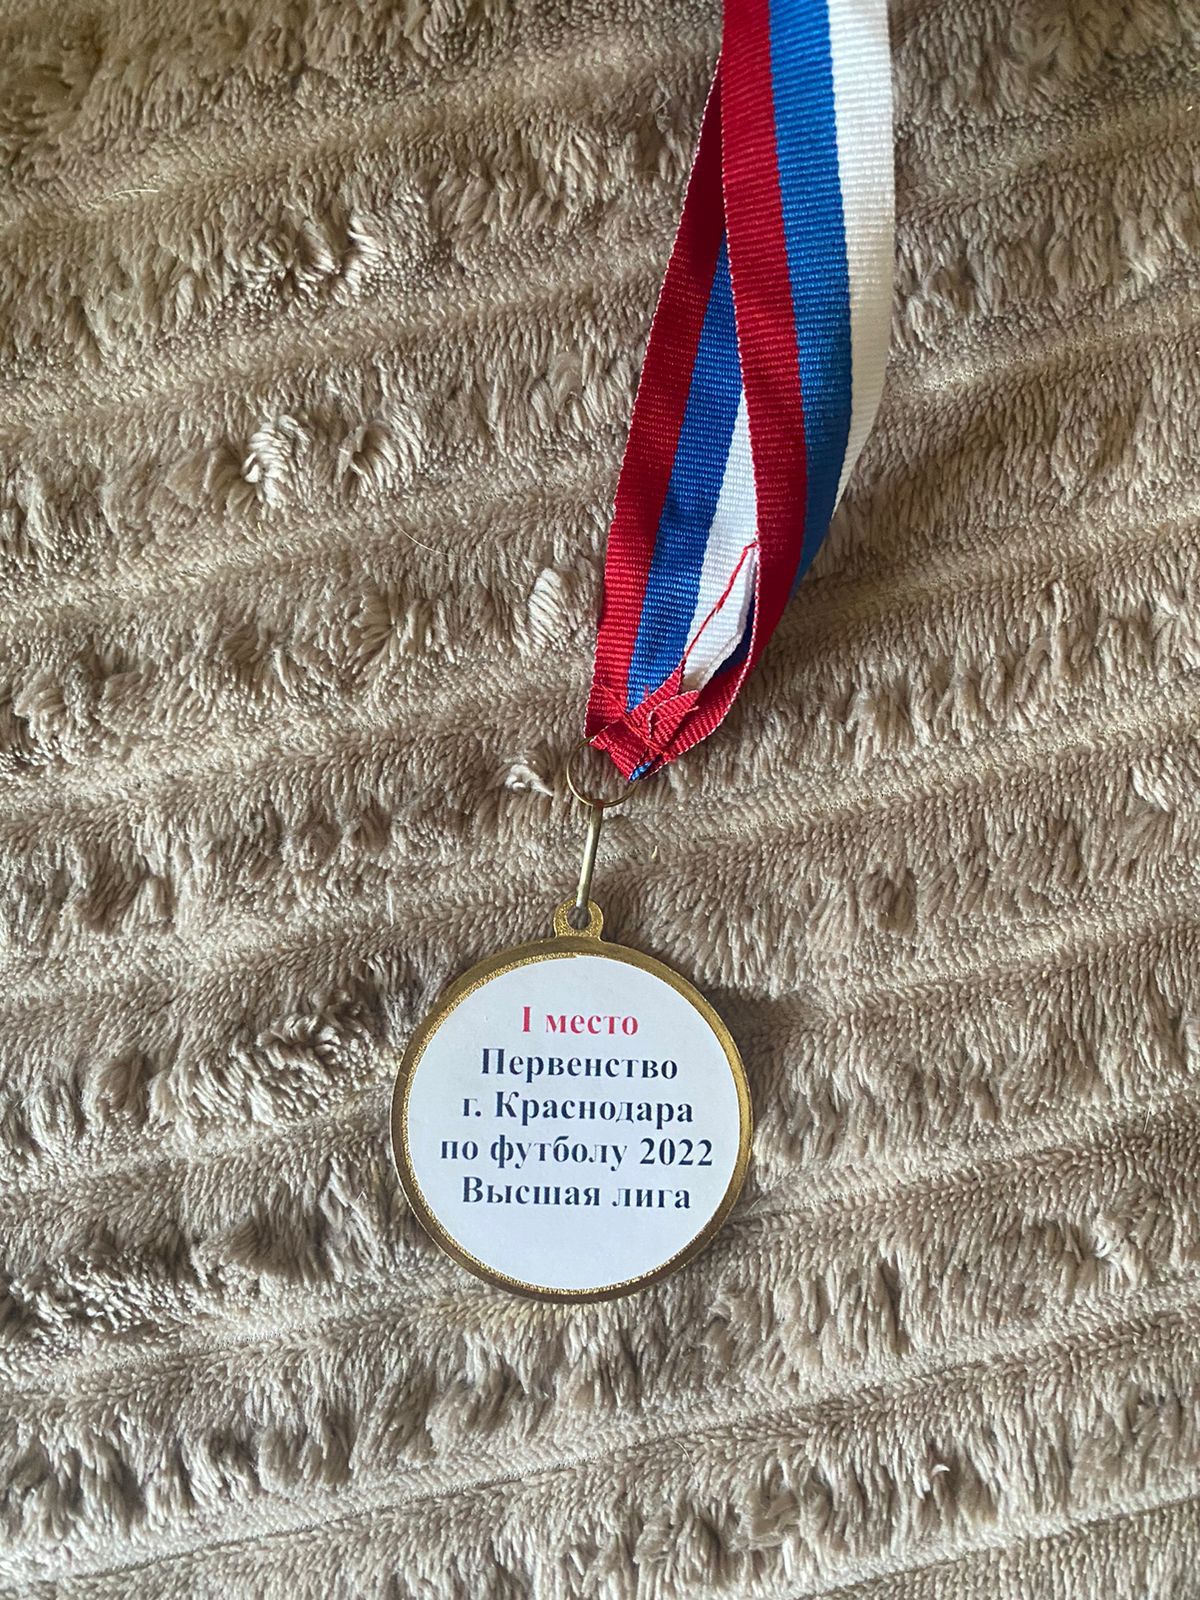 I место
Первенство
г. Краснодара
по футболу 2022
Высшая лига